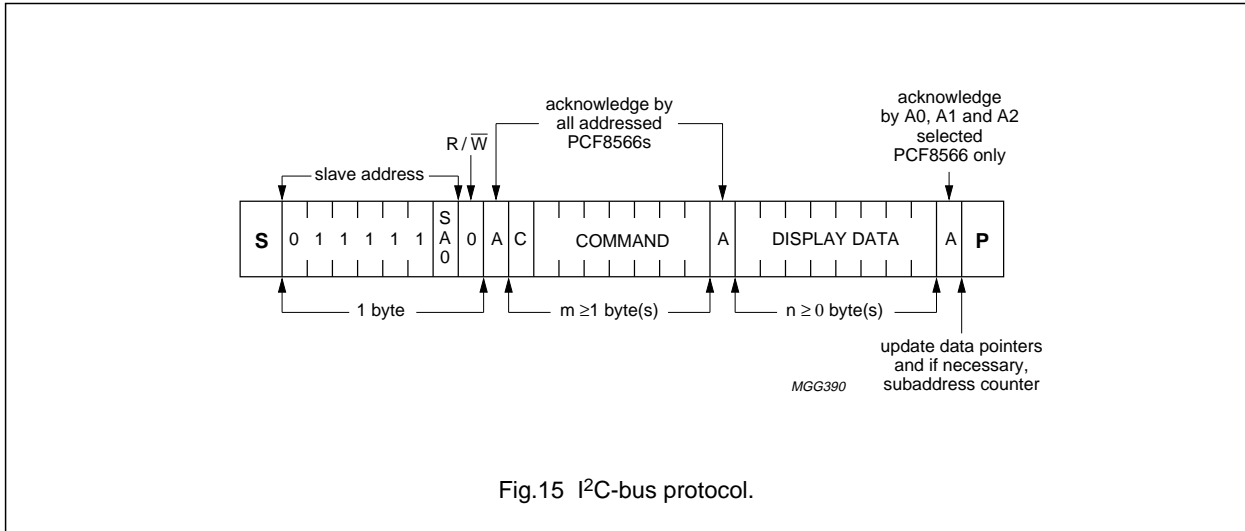 acknowledge by
all addressed
PCF8566s
acknowledge
by A0, A1 and A2
selected
PCF8566 only
R / W̅
slave address
S 0 1 1 1 1 1 SA0 0 A C COMMAND A DISPLAY DATA A P
1 byte
m ≥1 byte(s)
n ≥ 0 byte(s)
update data pointers
and if necessary,
subaddress counter
MGG390
Fig.15 I²C-bus protocol.